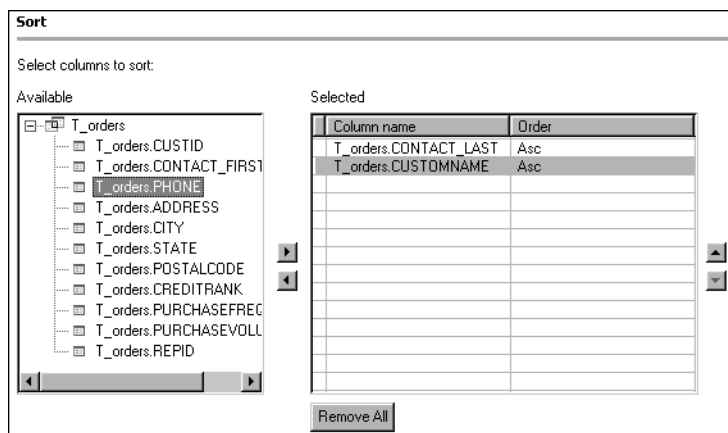 Sort
Select columns to sort:
Available
T_orders
T_orders.CUSTID
T_orders.CONTACT_FIRST
T_orders.PHONE
T_orders.ADDRESS
T_orders.CITY
T_orders.STATE
T_orders.POSTALCODE
T_orders.CREDITRANK
T_orders.PURCHASEFREQ
T_orders.PURCHASEVOLU
T_orders.REPID
Selected
Column name Order
T_orders.CONTACT_LAST Asc
T_orders.CUSTOMNAME Asc
Remove All